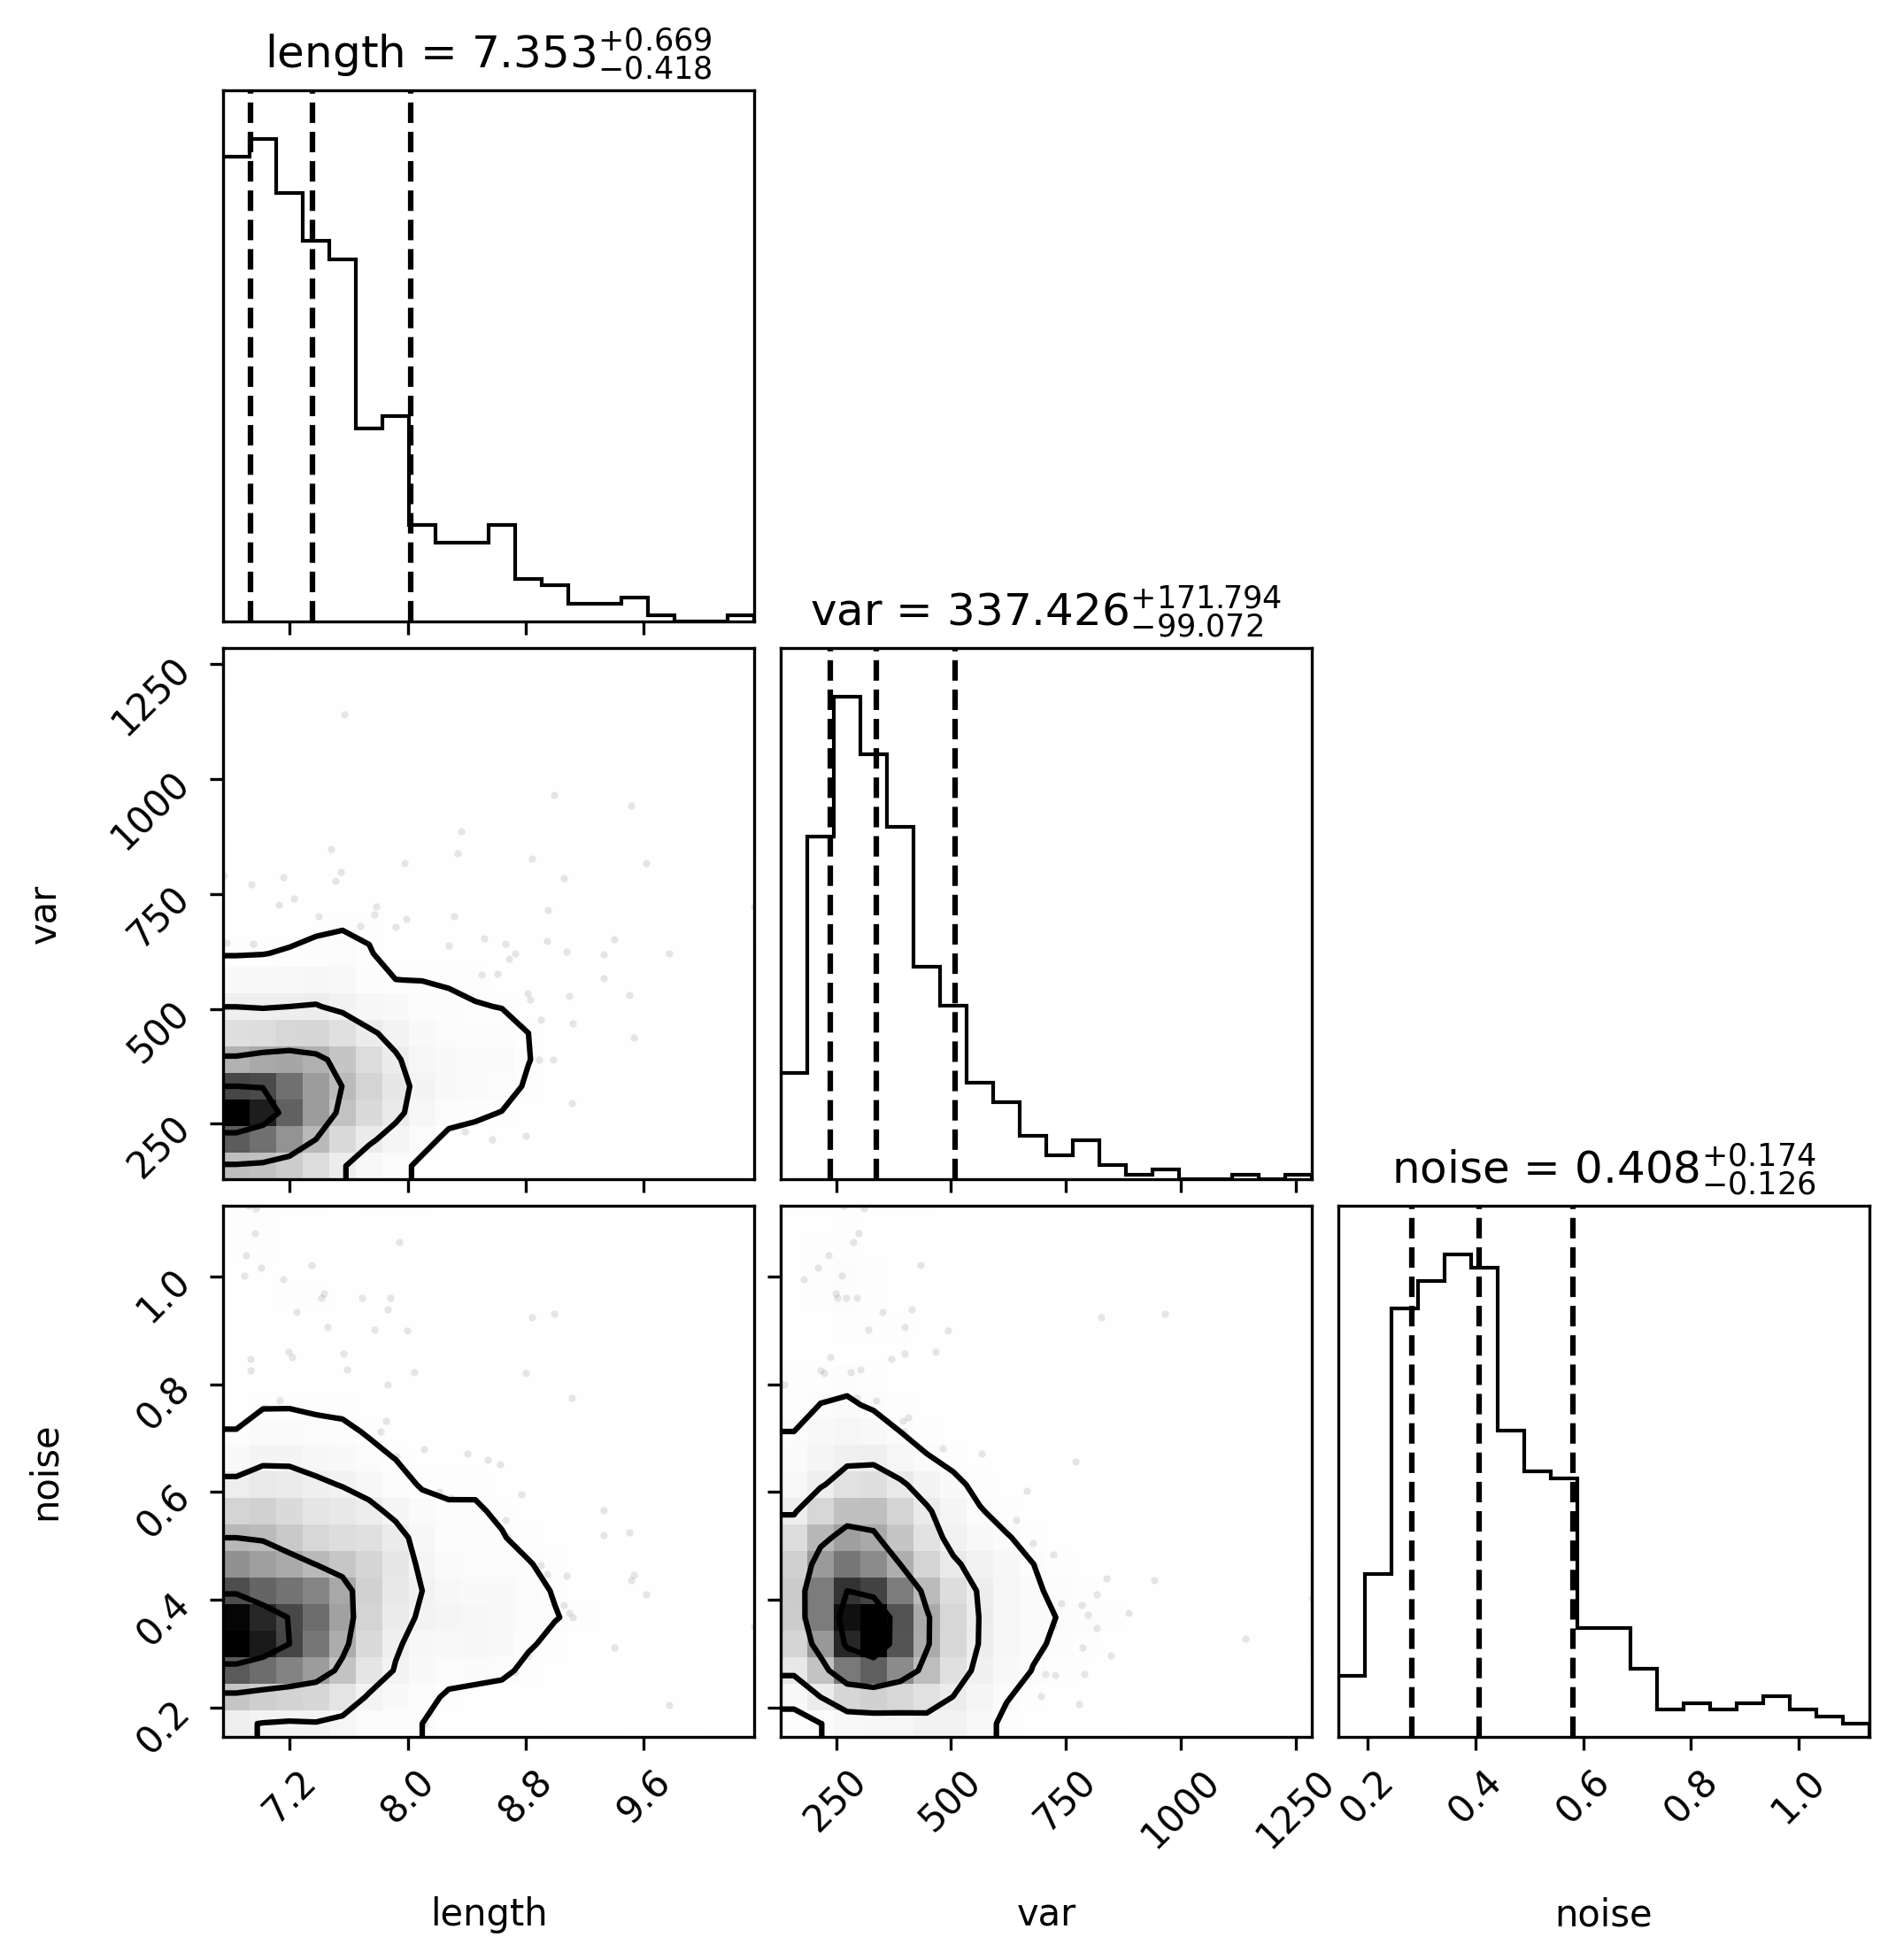 length = 7.353 +0.669 −0.418
var = 337.426 +171.794 −99.072
1250
1000
750
500
250
var
noise = 0.408 +0.174 −0.126
1.0
0.8
0.6
0.4
0.2
noise
7.2 8.0 8.8 9.6 250 500 750 1000 1250 0.2 0.4 0.6 0.8 1.0
length var noise